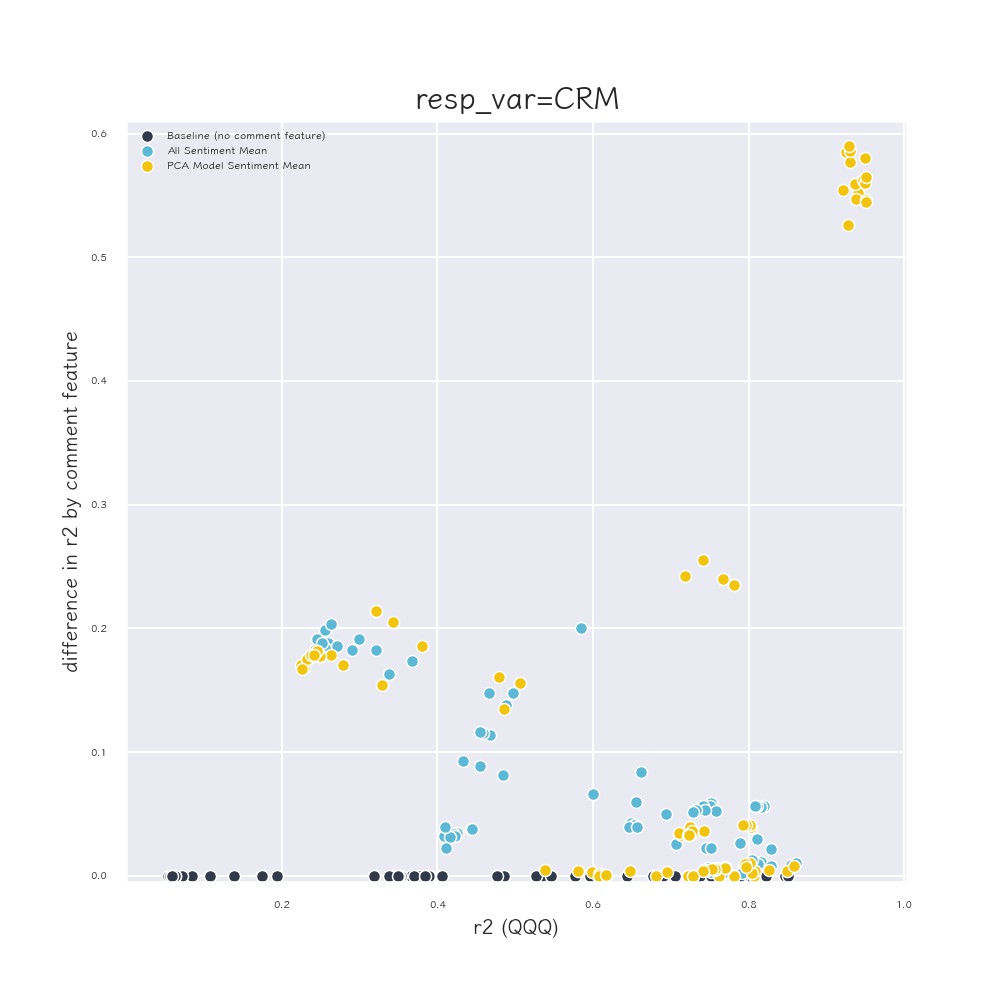 resp_var=CRM
Baseline (no comment feature)
All Sentiment Mean
PCA Model Sentiment Mean
difference in r2 by comment feature
0.6
0.5
0.4
0.3
0.2
0.1
0.0
0.2
0.4
0.6
0.8
1.0
r2 (QQQ)